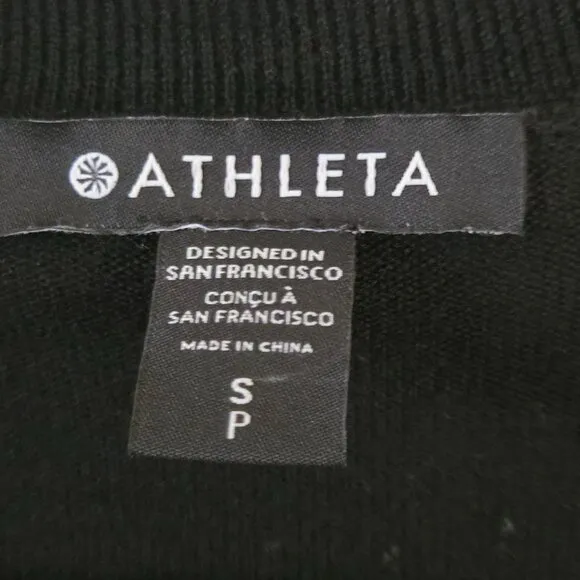 ATHLETA
DESIGNED IN
SAN FRANCISCO
CONÇU À
SAN FRANCISCO
MADE IN CHINA
S
P